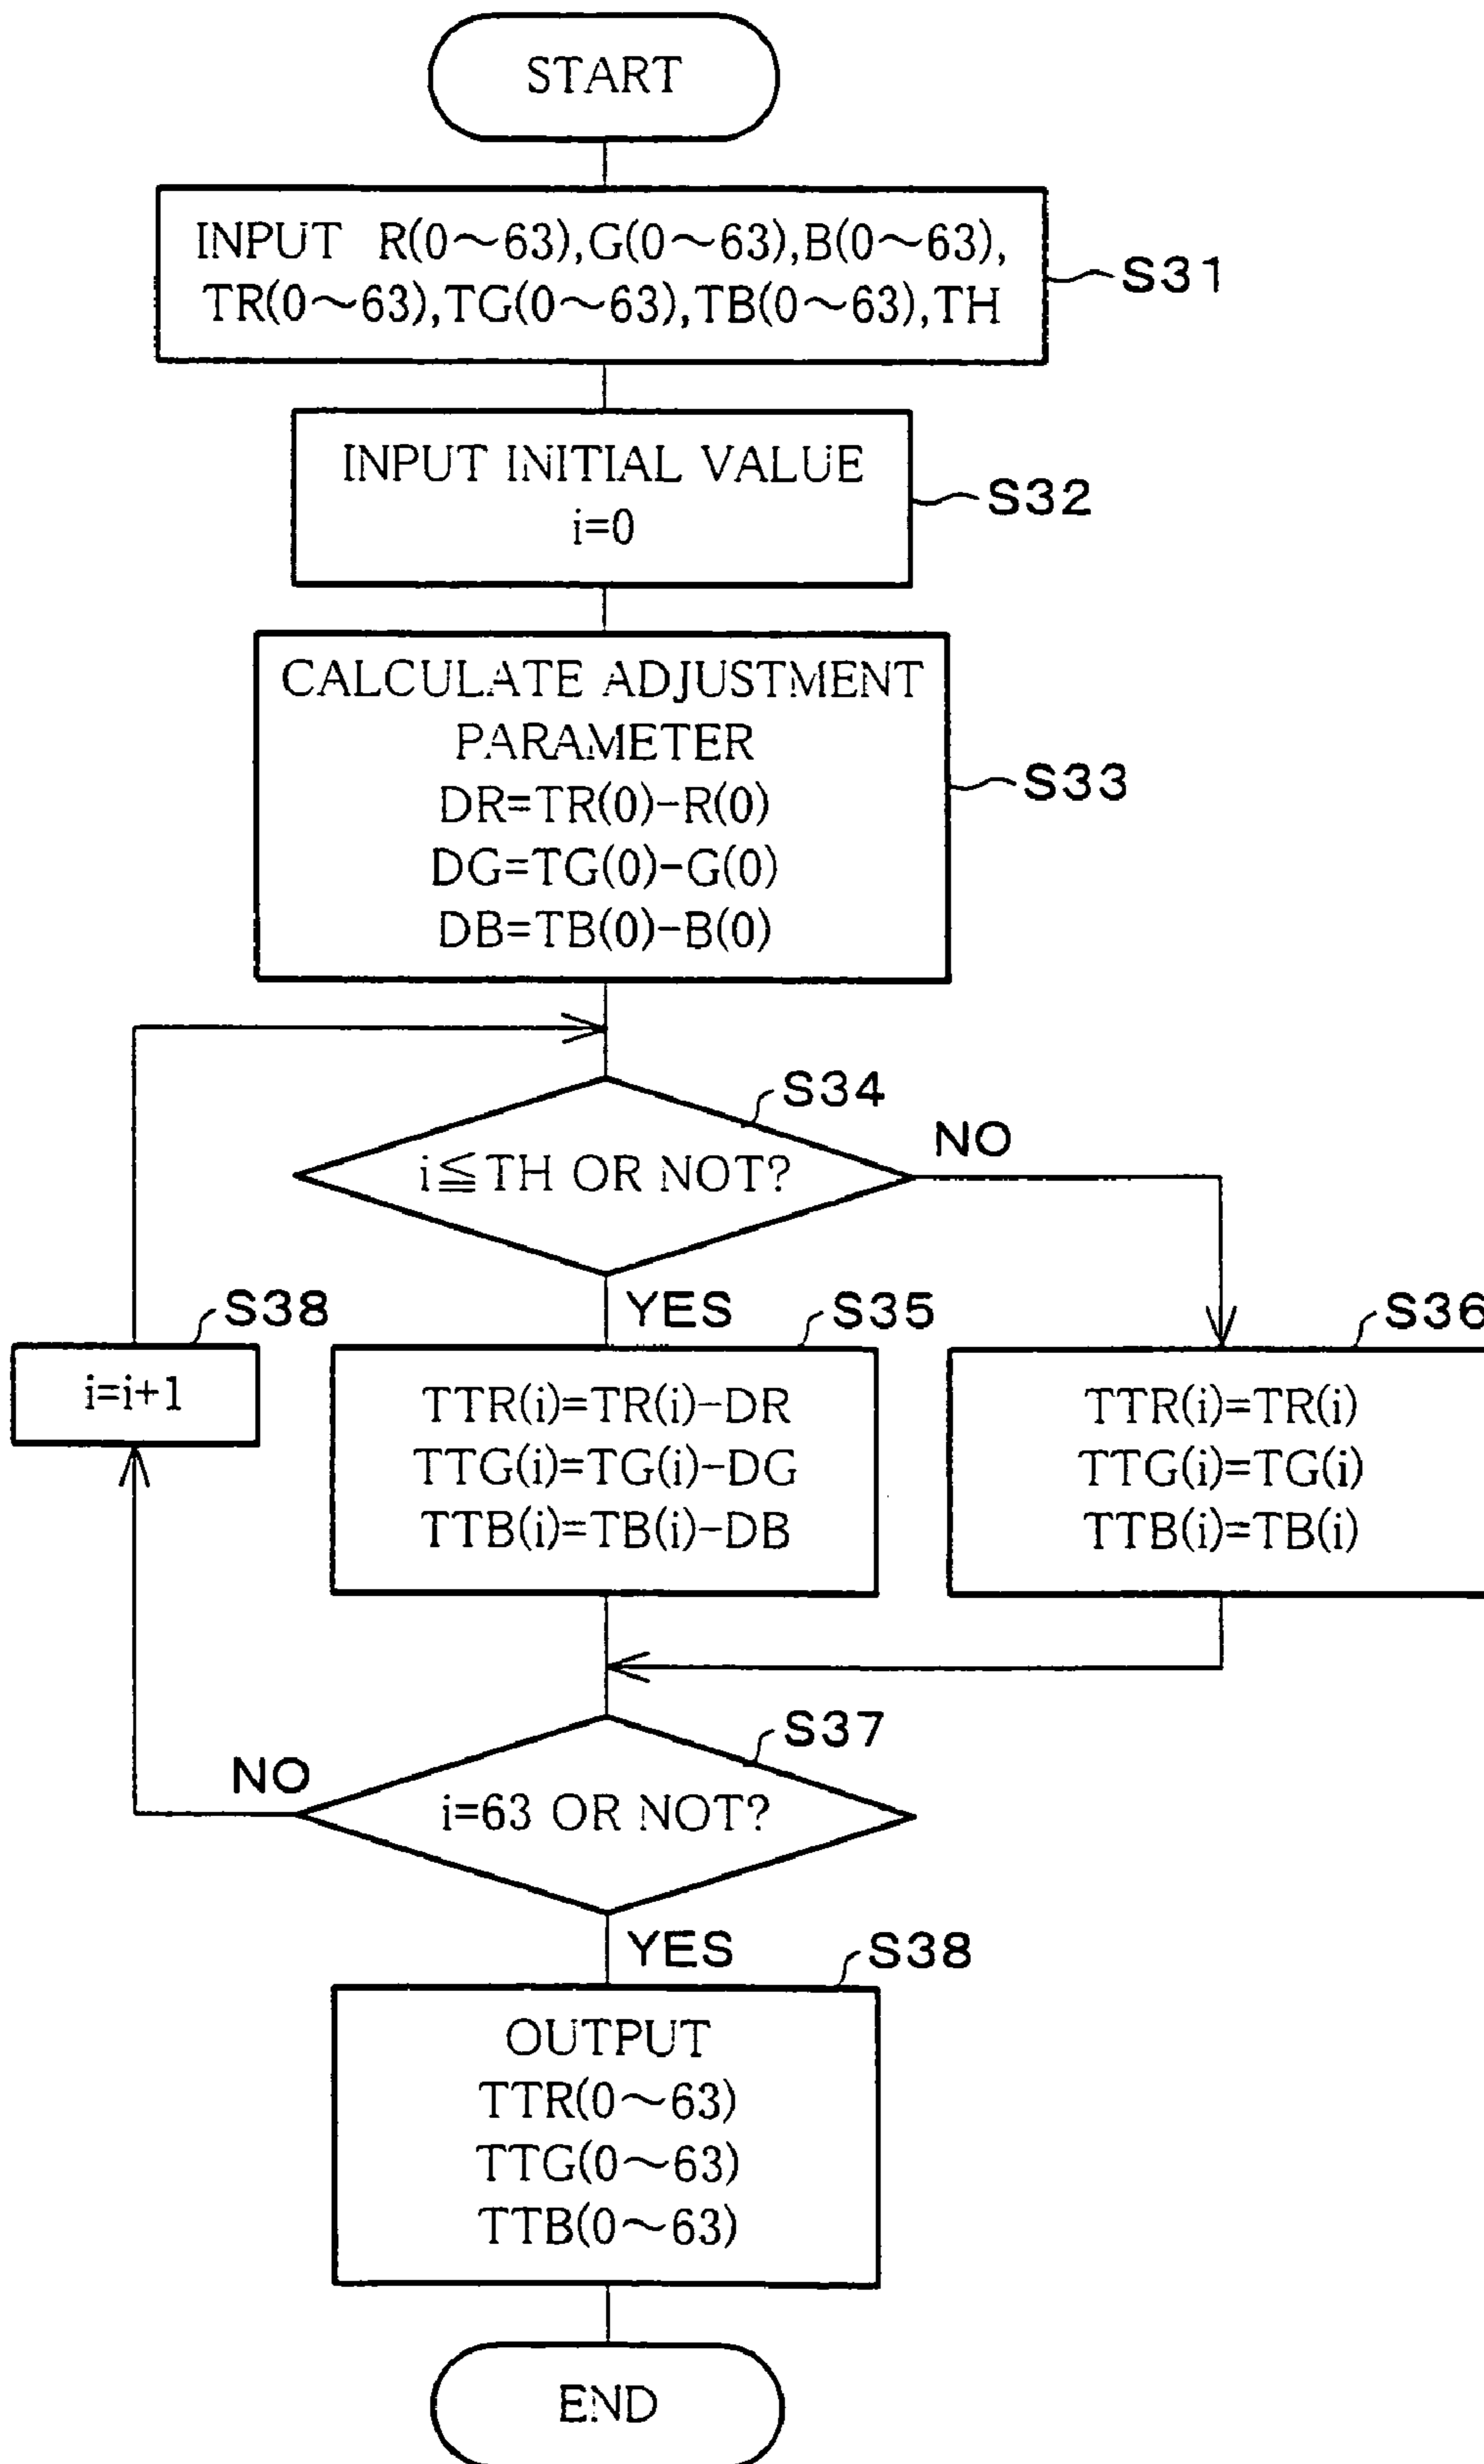 START
INPUT R(0～63),G(0～63),B(0～63),
TR(0～63),TG(0～63),TB(0～63),TH
S31
INPUT INITIAL VALUE
i=0
S32
CALCULATE ADJUSTMENT
PARAMETER
DR=TR(0)-R(0)
DG=TG(0)-G(0)
DB=TB(0)-B(0)
S33
S34
i≦TH OR NOT?
NO
YES
S38
i=i+1
S35
TTR(i)=TR(i)-DR
TTG(i)=TG(i)-DG
TTB(i)=TB(i)-DB
S36
TTR(i)=TR(i)
TTG(i)=TG(i)
TTB(i)=TB(i)
S37
NO
i=63 OR NOT?
YES
S38
OUTPUT
TTR(0～63)
TTG(0～63)
TTB(0～63)
END